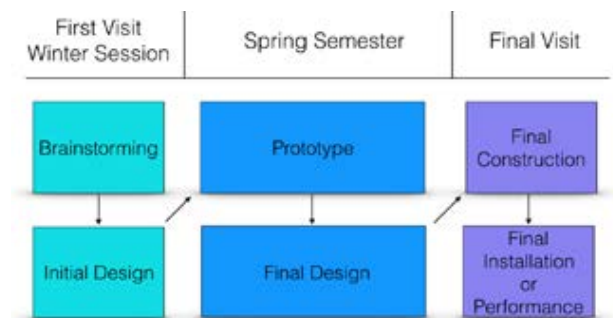 First Visit
Winter Session
Spring Semester
Final Visit
Brainstorming
Prototype
Final
Construction
Initial Design
Final Design
Final
Installation
or
Performance